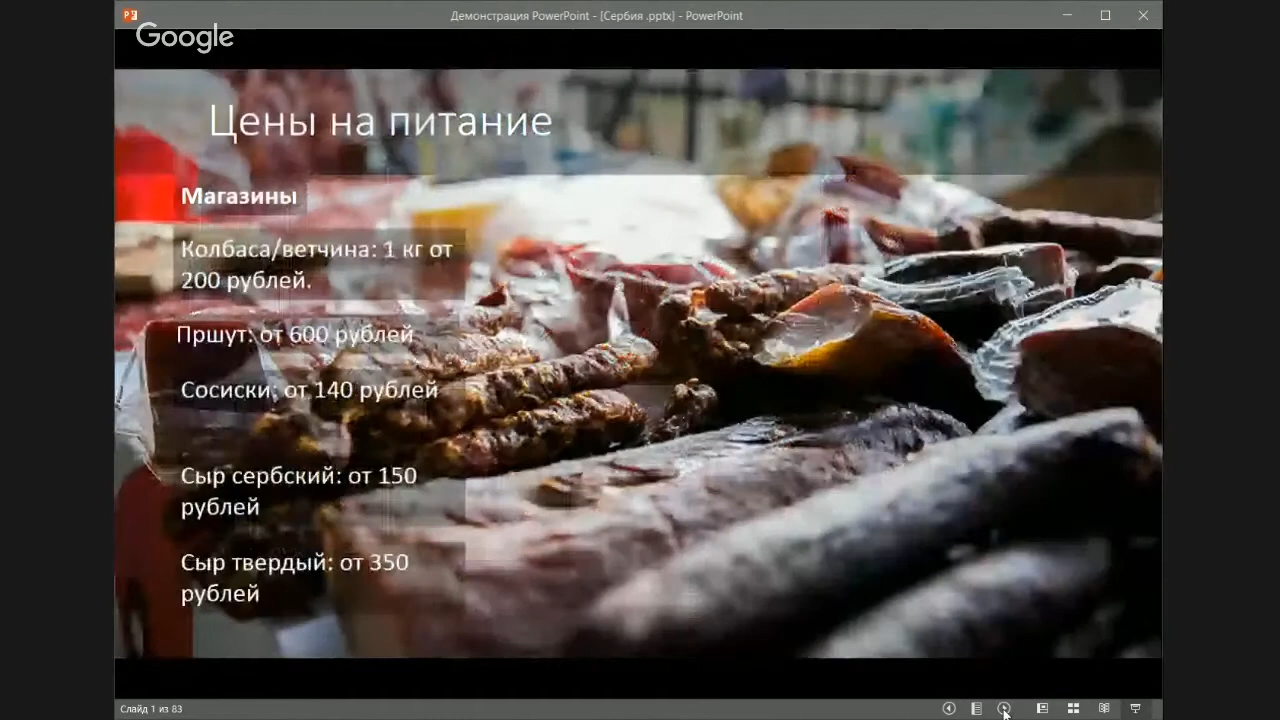 Демонстрация PowerPoint - [Сербия .pptx] - PowerPoint
Google
Цены на питание
Магазины
Колбаса/ветчина: 1 кг от
200 рублей.
Пршут: от 600 рублей
Сосиски: от 140 рублей
Сыр сербский: от 150
рублей
Сыр твердый: от 350
рублей
Слайд 1 из 83